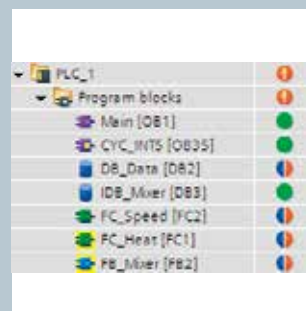 PLC_1
Program blocks
Main [OB1]
CYC_INT5 [OB35]
DB_Data [DB2]
IDB_Mixer [DB3]
FC_Speed [FC2]
FC_Heat [FC1]
FB_Mixer [FB2]